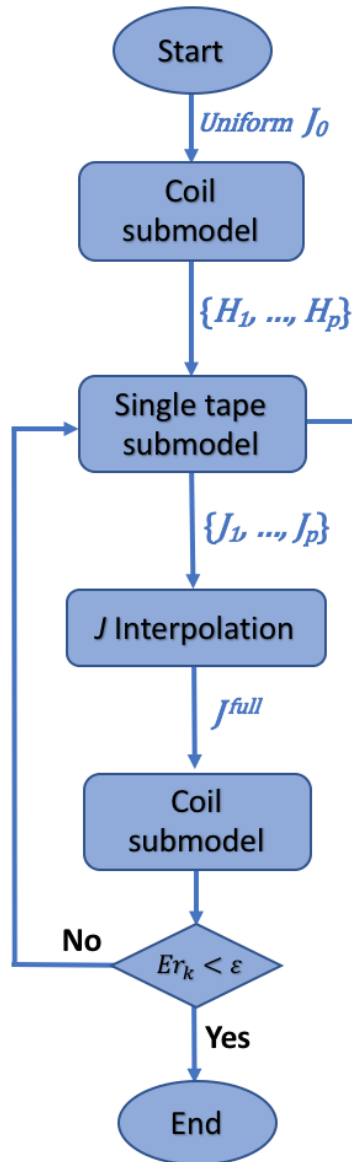 Start
Uniform J₀
Coil
submodel
{H₁, ..., Hₚ}
Single tape
submodel
{J₁, ..., Jₚ}
J Interpolation
Jᶠᵘˡˡ
Coil
submodel
No
Erₖ < ε
Yes
End